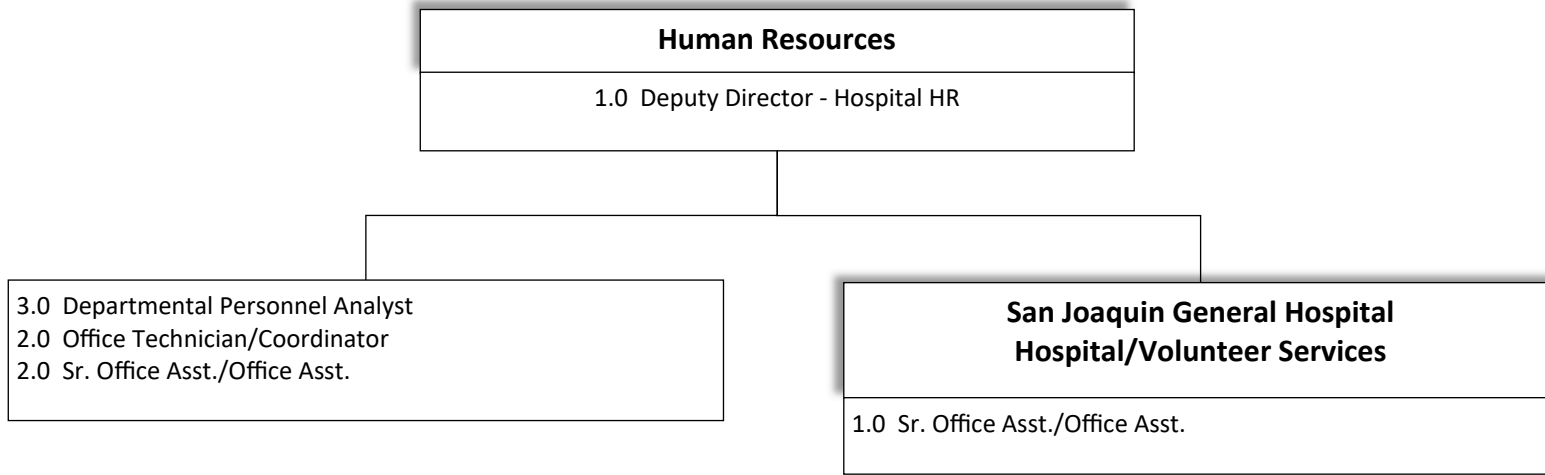 Human Resources
1.0 Deputy Director - Hospital HR
3.0 Departmental Personnel Analyst
2.0 Office Technician/Coordinator
2.0 Sr. Office Asst./Office Asst.
San Joaquin General Hospital
Hospital/Volunteer Services
1.0 Sr. Office Asst./Office Asst.